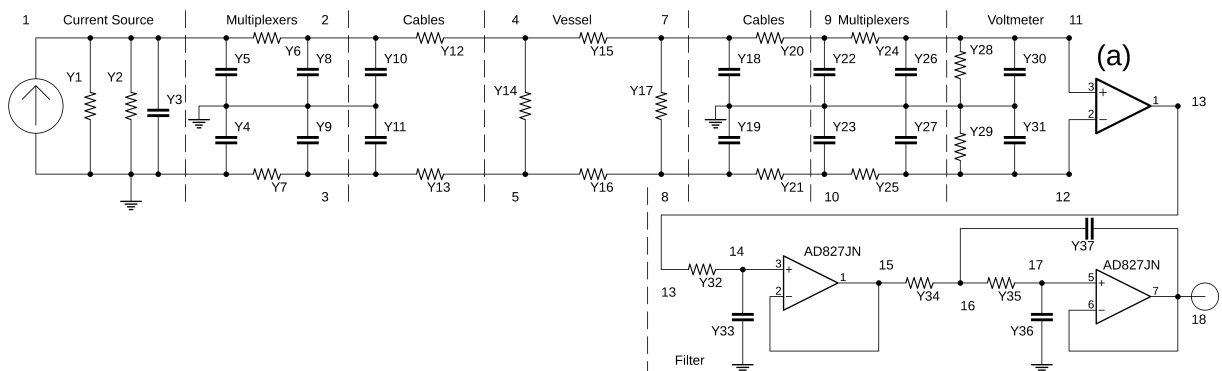 1 Current Source Multiplexers 2 Cables 4 Vessel 7 Cables 9 Multiplexers Voltmeter 11
Y5 Y6 Y8 Y10 Y12 Y15 Y18 Y20 Y22 Y24 Y26 Y28 Y30 (a)
Y1 Y2 Y3 Y14 Y17 3 1 13
2
Y4 Y9 Y11 Y19 Y23 Y27 Y29 Y31
Y7 Y13 Y16 Y21 Y25
3 5 8 10 12
Y37
14 AD827JN 15 17 AD827JN
3 1 5 7
13 Y32 2 Y34 16 Y35 6 18
Y33 Y36
Filter